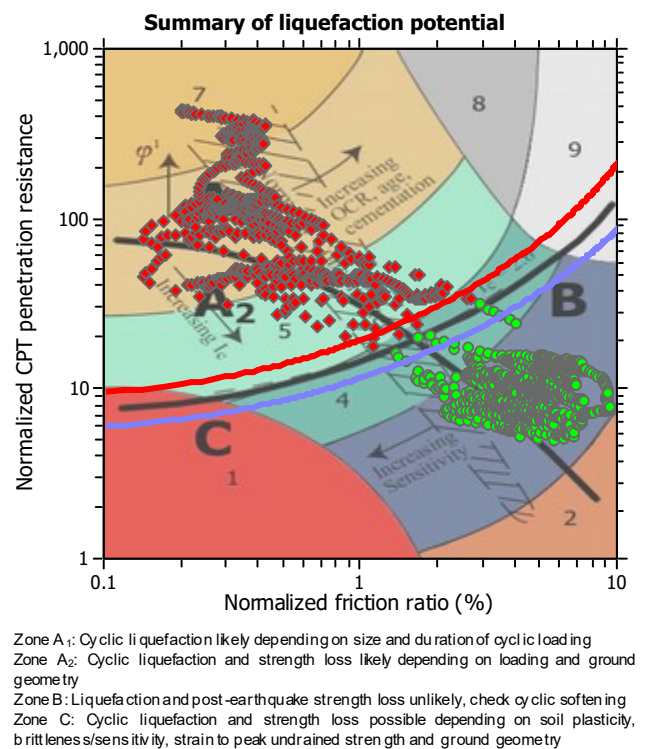 Summary of liquefaction potential
1,000
7
8
φ'
9
Increasing
OCR, age,
cementation
100
Normalized CPT penetration resistance
A2
B
Increasing Ic
5
10
4
C
Increasing
Sensitivity
1
2
1
0.1
1
10
Normalized friction ratio (%)
Zone A1: Cyclic liquefaction likely depending on size and duration of cyclic loading
Zone A2: Cyclic liquefaction and strength loss likely depending on loading and ground
geometry
Zone B: Liquefaction and post-earthquake strength loss unlikely, check cyclic softening
Zone C: Cyclic liquefaction and strength loss possible depending on soil plasticity,
brittleness/sensitivity, strain to peak undrained strength and ground geometry